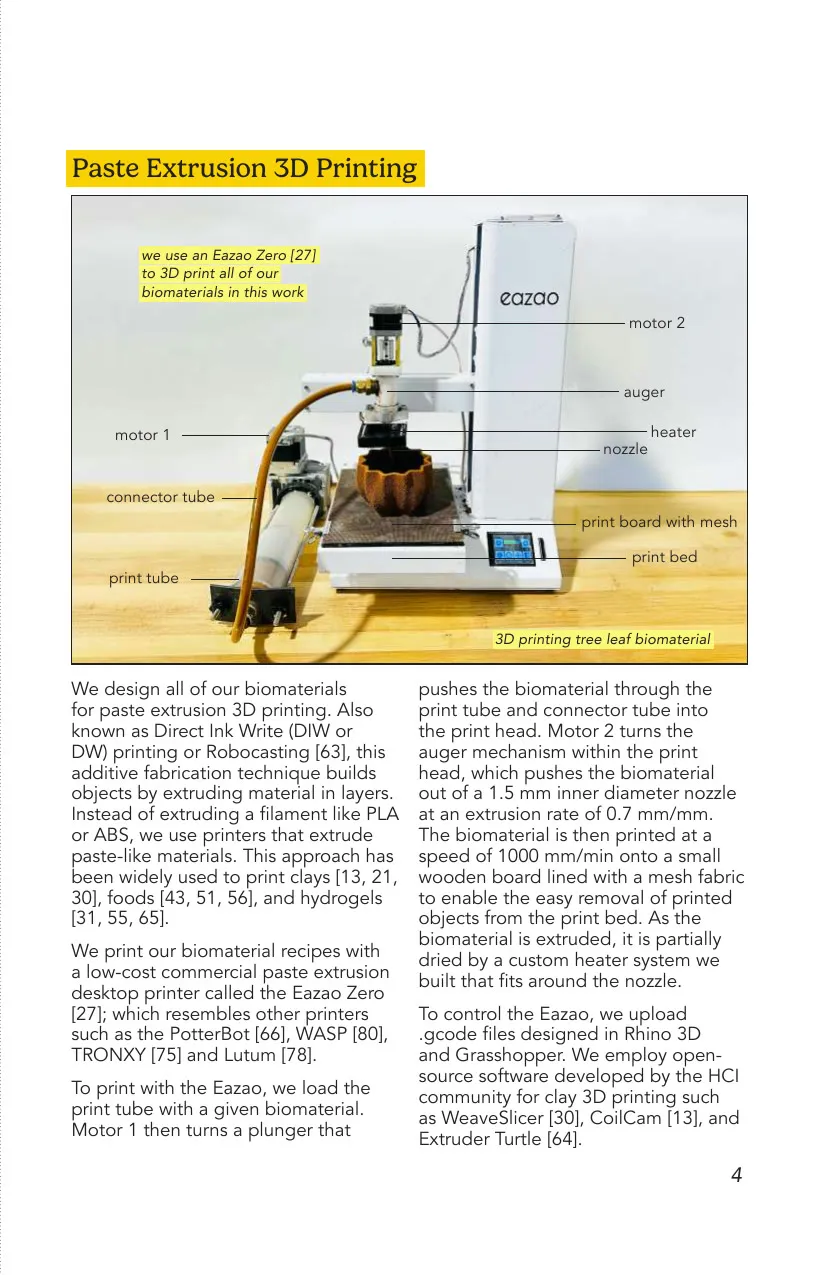 Paste Extrusion 3D Printing
we use an Eazao Zero [27]
to 3D print all of our
biomaterials in this work
eazao
motor 2
auger
motor 1
heater
nozzle
connector tube
print board with mesh
print bed
print tube
3D printing tree leaf biomaterial
We design all of our biomaterials
for paste extrusion 3D printing. Also
known as Direct Ink Write (DIW or
DW) printing or Robocasting [63], this
additive fabrication technique builds
objects by extruding material in layers.
Instead of extruding a filament like PLA
or ABS, we use printers that extrude
paste-like materials. This approach has
been widely used to print clays [13, 21,
30], foods [43, 51, 56], and hydrogels
[31, 55, 65].
We print our biomaterial recipes with
a low-cost commercial paste extrusion
desktop printer called the Eazao Zero
[27]; which resembles other printers
such as the PotterBot [66], WASP [80],
TRONXY [75] and Lutum [78].
To print with the Eazao, we load the
print tube with a given biomaterial.
Motor 1 then turns a plunger that
pushes the biomaterial through the
print tube and connector tube into
the print head. Motor 2 turns the
auger mechanism within the print
head, which pushes the biomaterial
out of a 1.5 mm inner diameter nozzle
at an extrusion rate of 0.7 mm/mm.
The biomaterial is then printed at a
speed of 1000 mm/min onto a small
wooden board lined with a mesh fabric
to enable the easy removal of printed
objects from the print bed. As the
biomaterial is extruded, it is partially
dried by a custom heater system we
built that fits around the nozzle.
To control the Eazao, we upload
.gcode files designed in Rhino 3D
and Grasshopper. We employ open-
source software developed by the HCI
community for clay 3D printing such
as WeaveSlicer [30], CoilCam [13], and
Extruder Turtle [64].
4